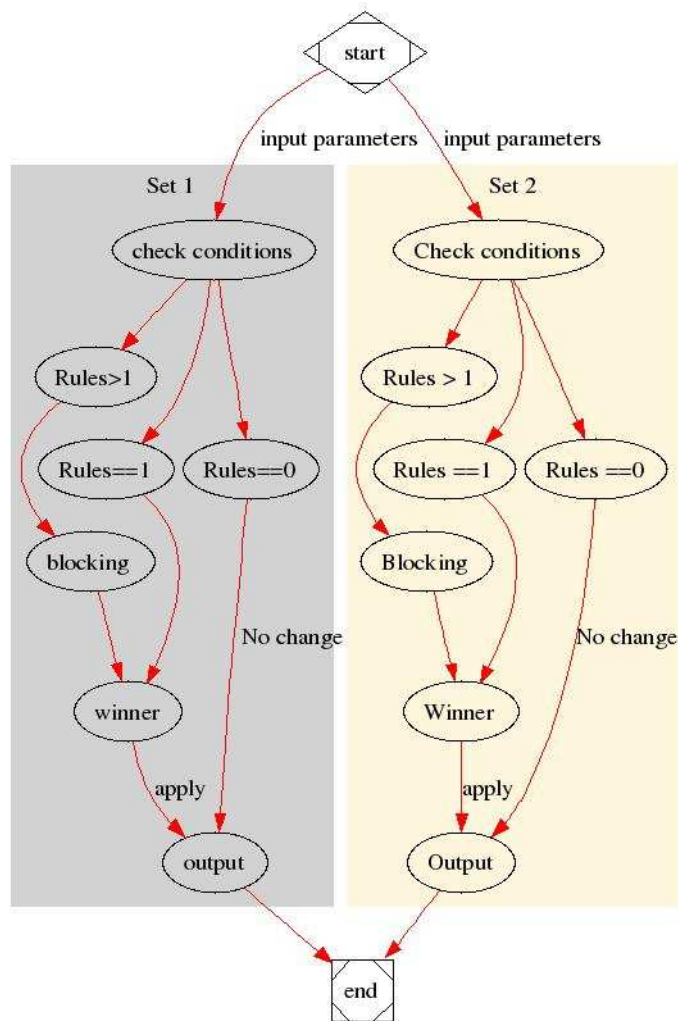 start
input parameters
input parameters
Set 1
Set 2
check conditions
Check conditions
Rules>1
Rules > 1
Rules==1
Rules==0
Rules ==1
Rules ==0
blocking
Blocking
No change
No change
winner
Winner
apply
apply
output
Output
end